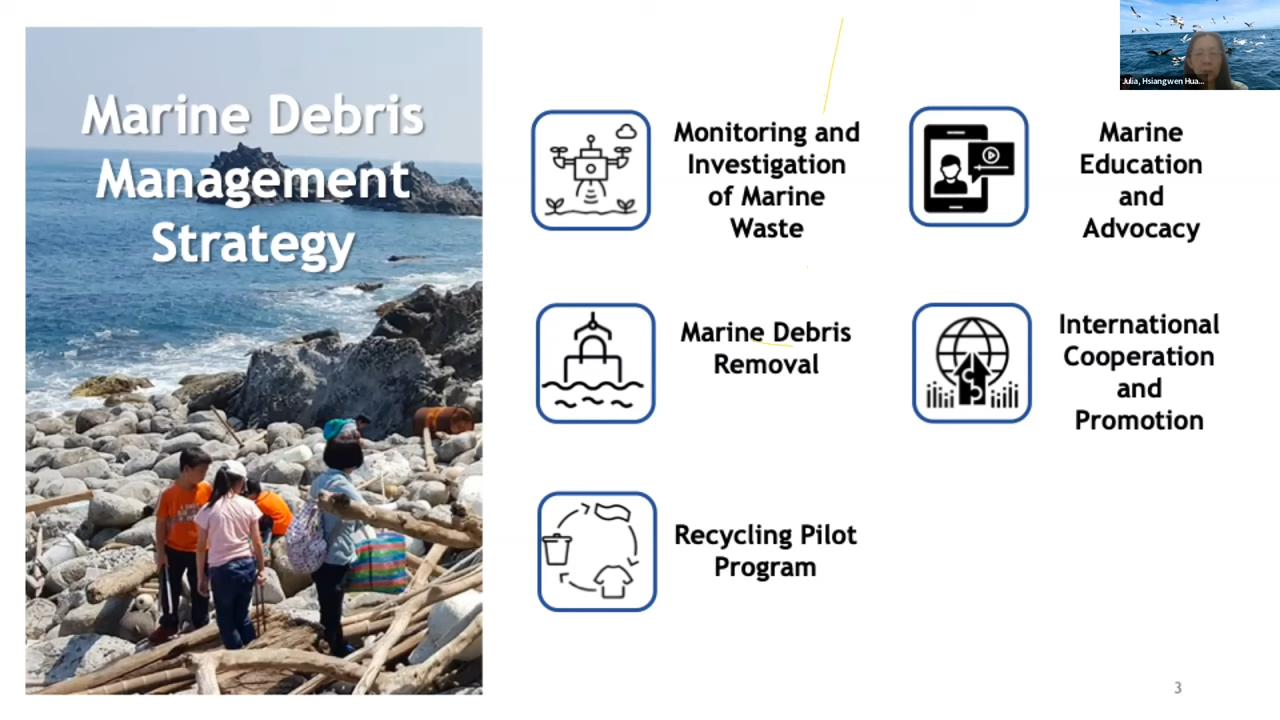 Marine Debris
Management
Strategy
Monitoring and
Investigation
of Marine
Waste
Marine Debris
Removal
Recycling Pilot
Program
Marine
Education
and
Advocacy
International
Cooperation
and
Promotion
Julia, Hsiangwen Hua...
3